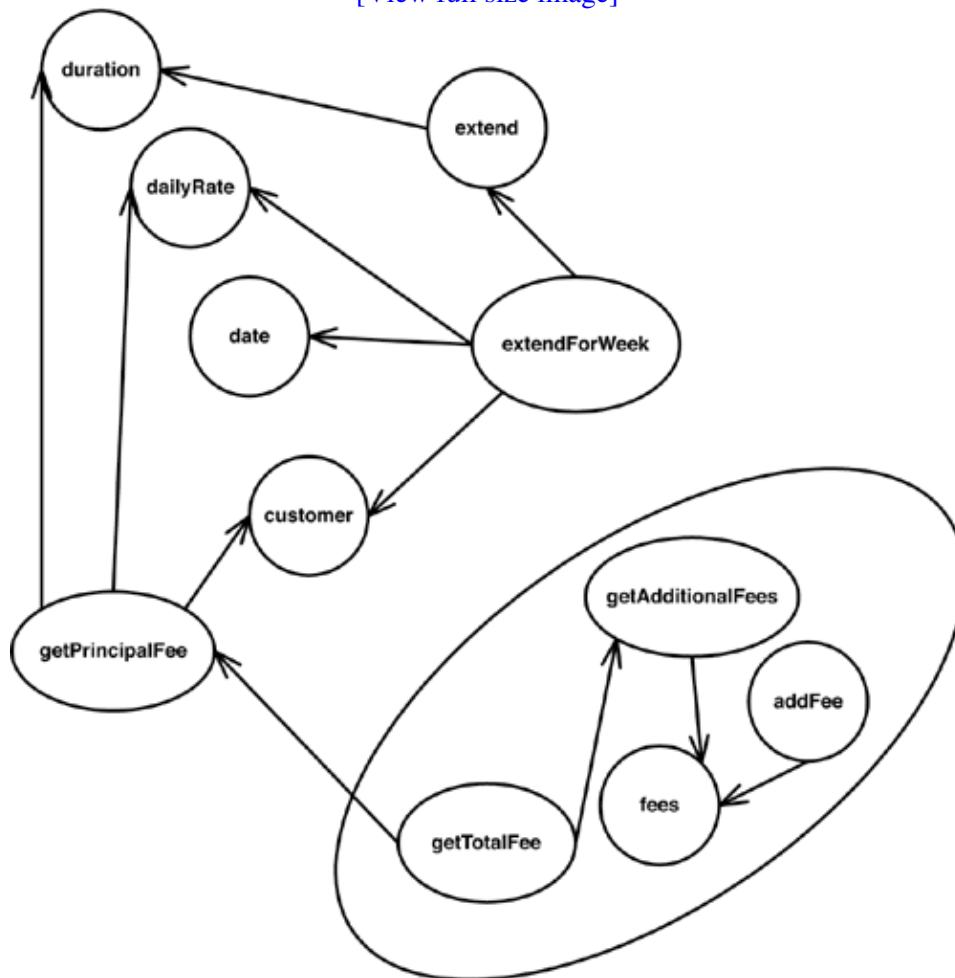 [View full size image]
duration
extend
dailyRate
date
extendForWeek
customer
getAdditionalFees
getPrincipalFee
addFee
fees
getTotalFee